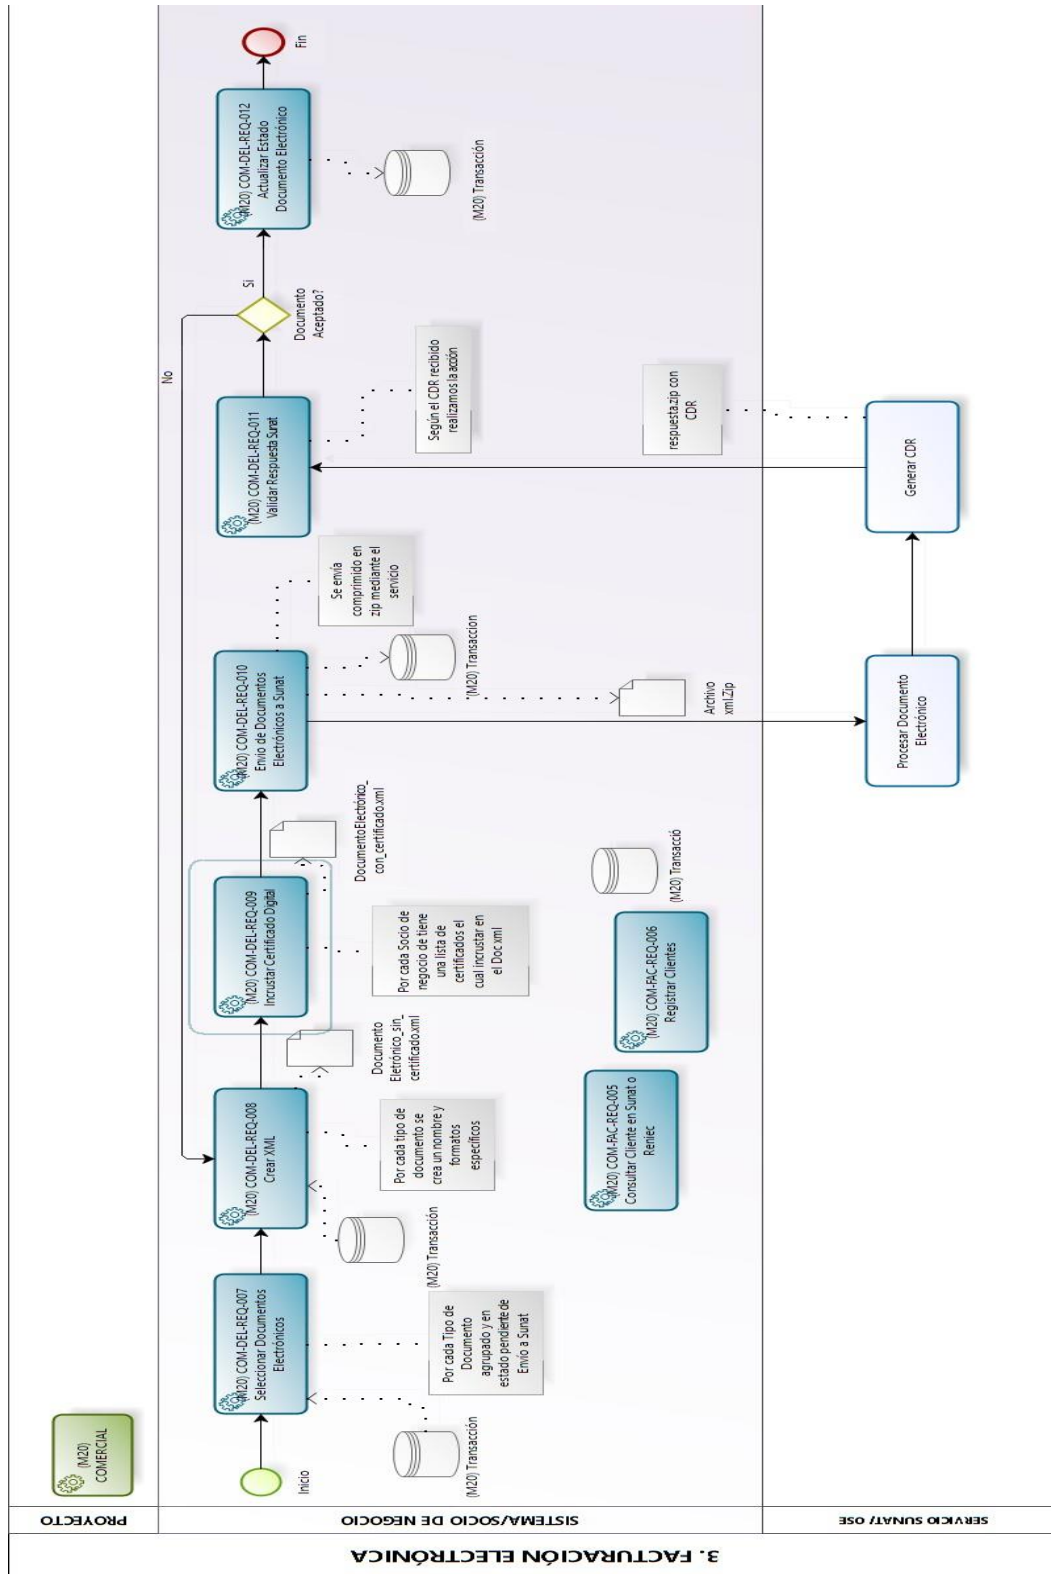 3. FACTURACIÓN ELECTRÓNICA
PROYECTO
(M20)
COMERCIAL
SISTEMA/SOCIO DE NEGOCIO
Inicio
(M20) COM-DEL-REQ-007
Seleccionar Documentos
Electrónicos
(M20) Transacción
Por cada Tipo de
Documento
agrupado y en
estado pendiente de
Envío a Sunat
(M20) COM-DEL-REQ-008
Crear XML
(M20) Transacción
Por cada tipo de
documento se
crea un nombre y
formatos
específicos
Documento
Eletrónico_sin_
certificado.xml
(M20) COM-DEL-REQ-009
Incrustar Certificado Digital
Por cada Socio de
negocio de tiene
una lista de
certificados el
cual incrustar en
el Doc xml
DocumentoElectrónico_
con_certificado.xml
(M20) COM-DEL-REQ-010
Envio de Documentos
Electrónicos a Sunat
(M20) Transaccion
Se envía
comprimido en
zip mediante el
servicio
Archivo
xml.Zip
(M20) COM-DEL-REQ-011
Validar Respuesta Sunat
Según el CDR recibido
realizamos la acción
Documento
Aceptado?
No
Si
(M20) COM-DEL-REQ-012
Actualizar Estado
Documento Electrónico
(M20) Transacción
Fin
(M20) COM-FAC-REQ-005
Consultar Cliente en Sunat o
Reniec
(M20) COM-FAC-REQ-006
Registrar Clientes
(M20) Transacció
SERVICIO SUNAT/ OSE
Procesar Documento
Electrónico
Generar CDR
respuesta.zip con
CDR